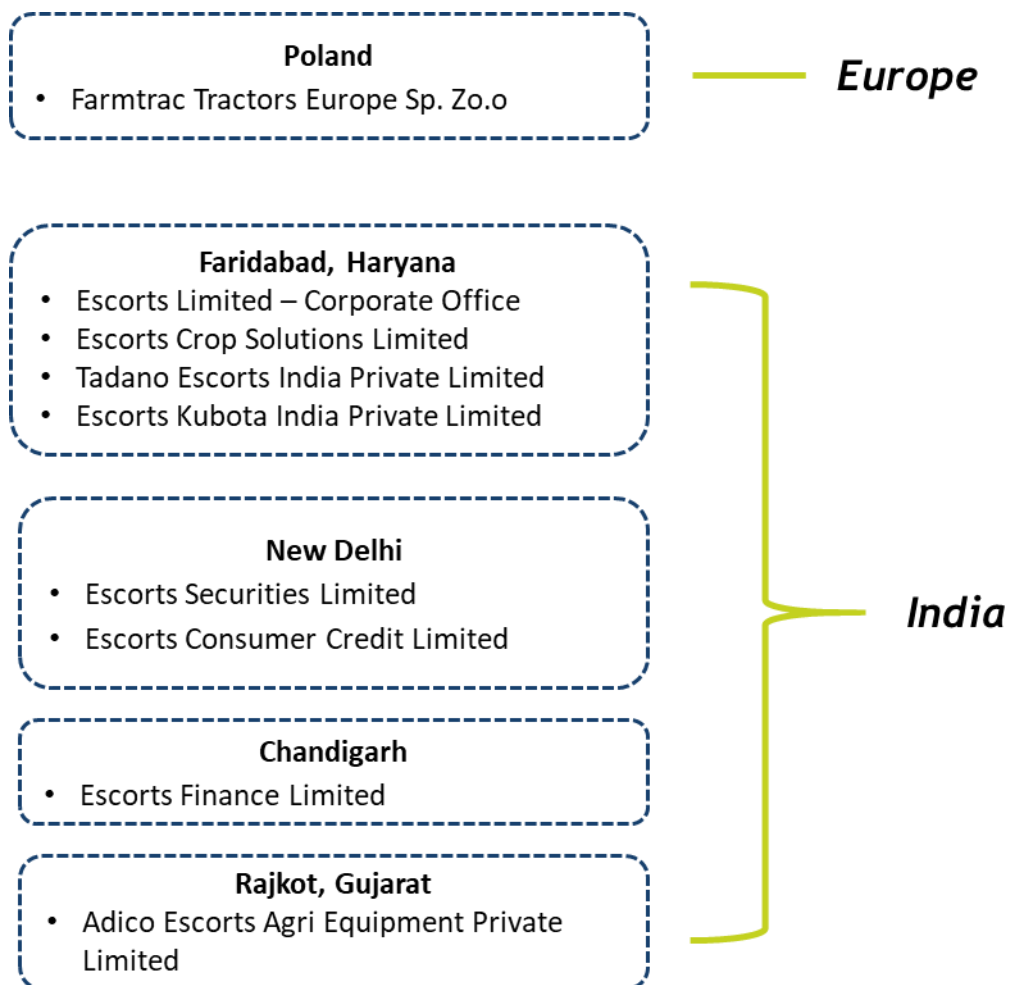 Poland
• Farmtrac Tractors Europe Sp. Zo.o
Europe
Faridabad, Haryana
• Escorts Limited – Corporate Office
• Escorts Crop Solutions Limited
• Tadano Escorts India Private Limited
• Escorts Kubota India Private Limited
New Delhi
• Escorts Securities Limited
• Escorts Consumer Credit Limited
India
Chandigarh
• Escorts Finance Limited
Rajkot, Gujarat
• Adico Escorts Agri Equipment Private
Limited